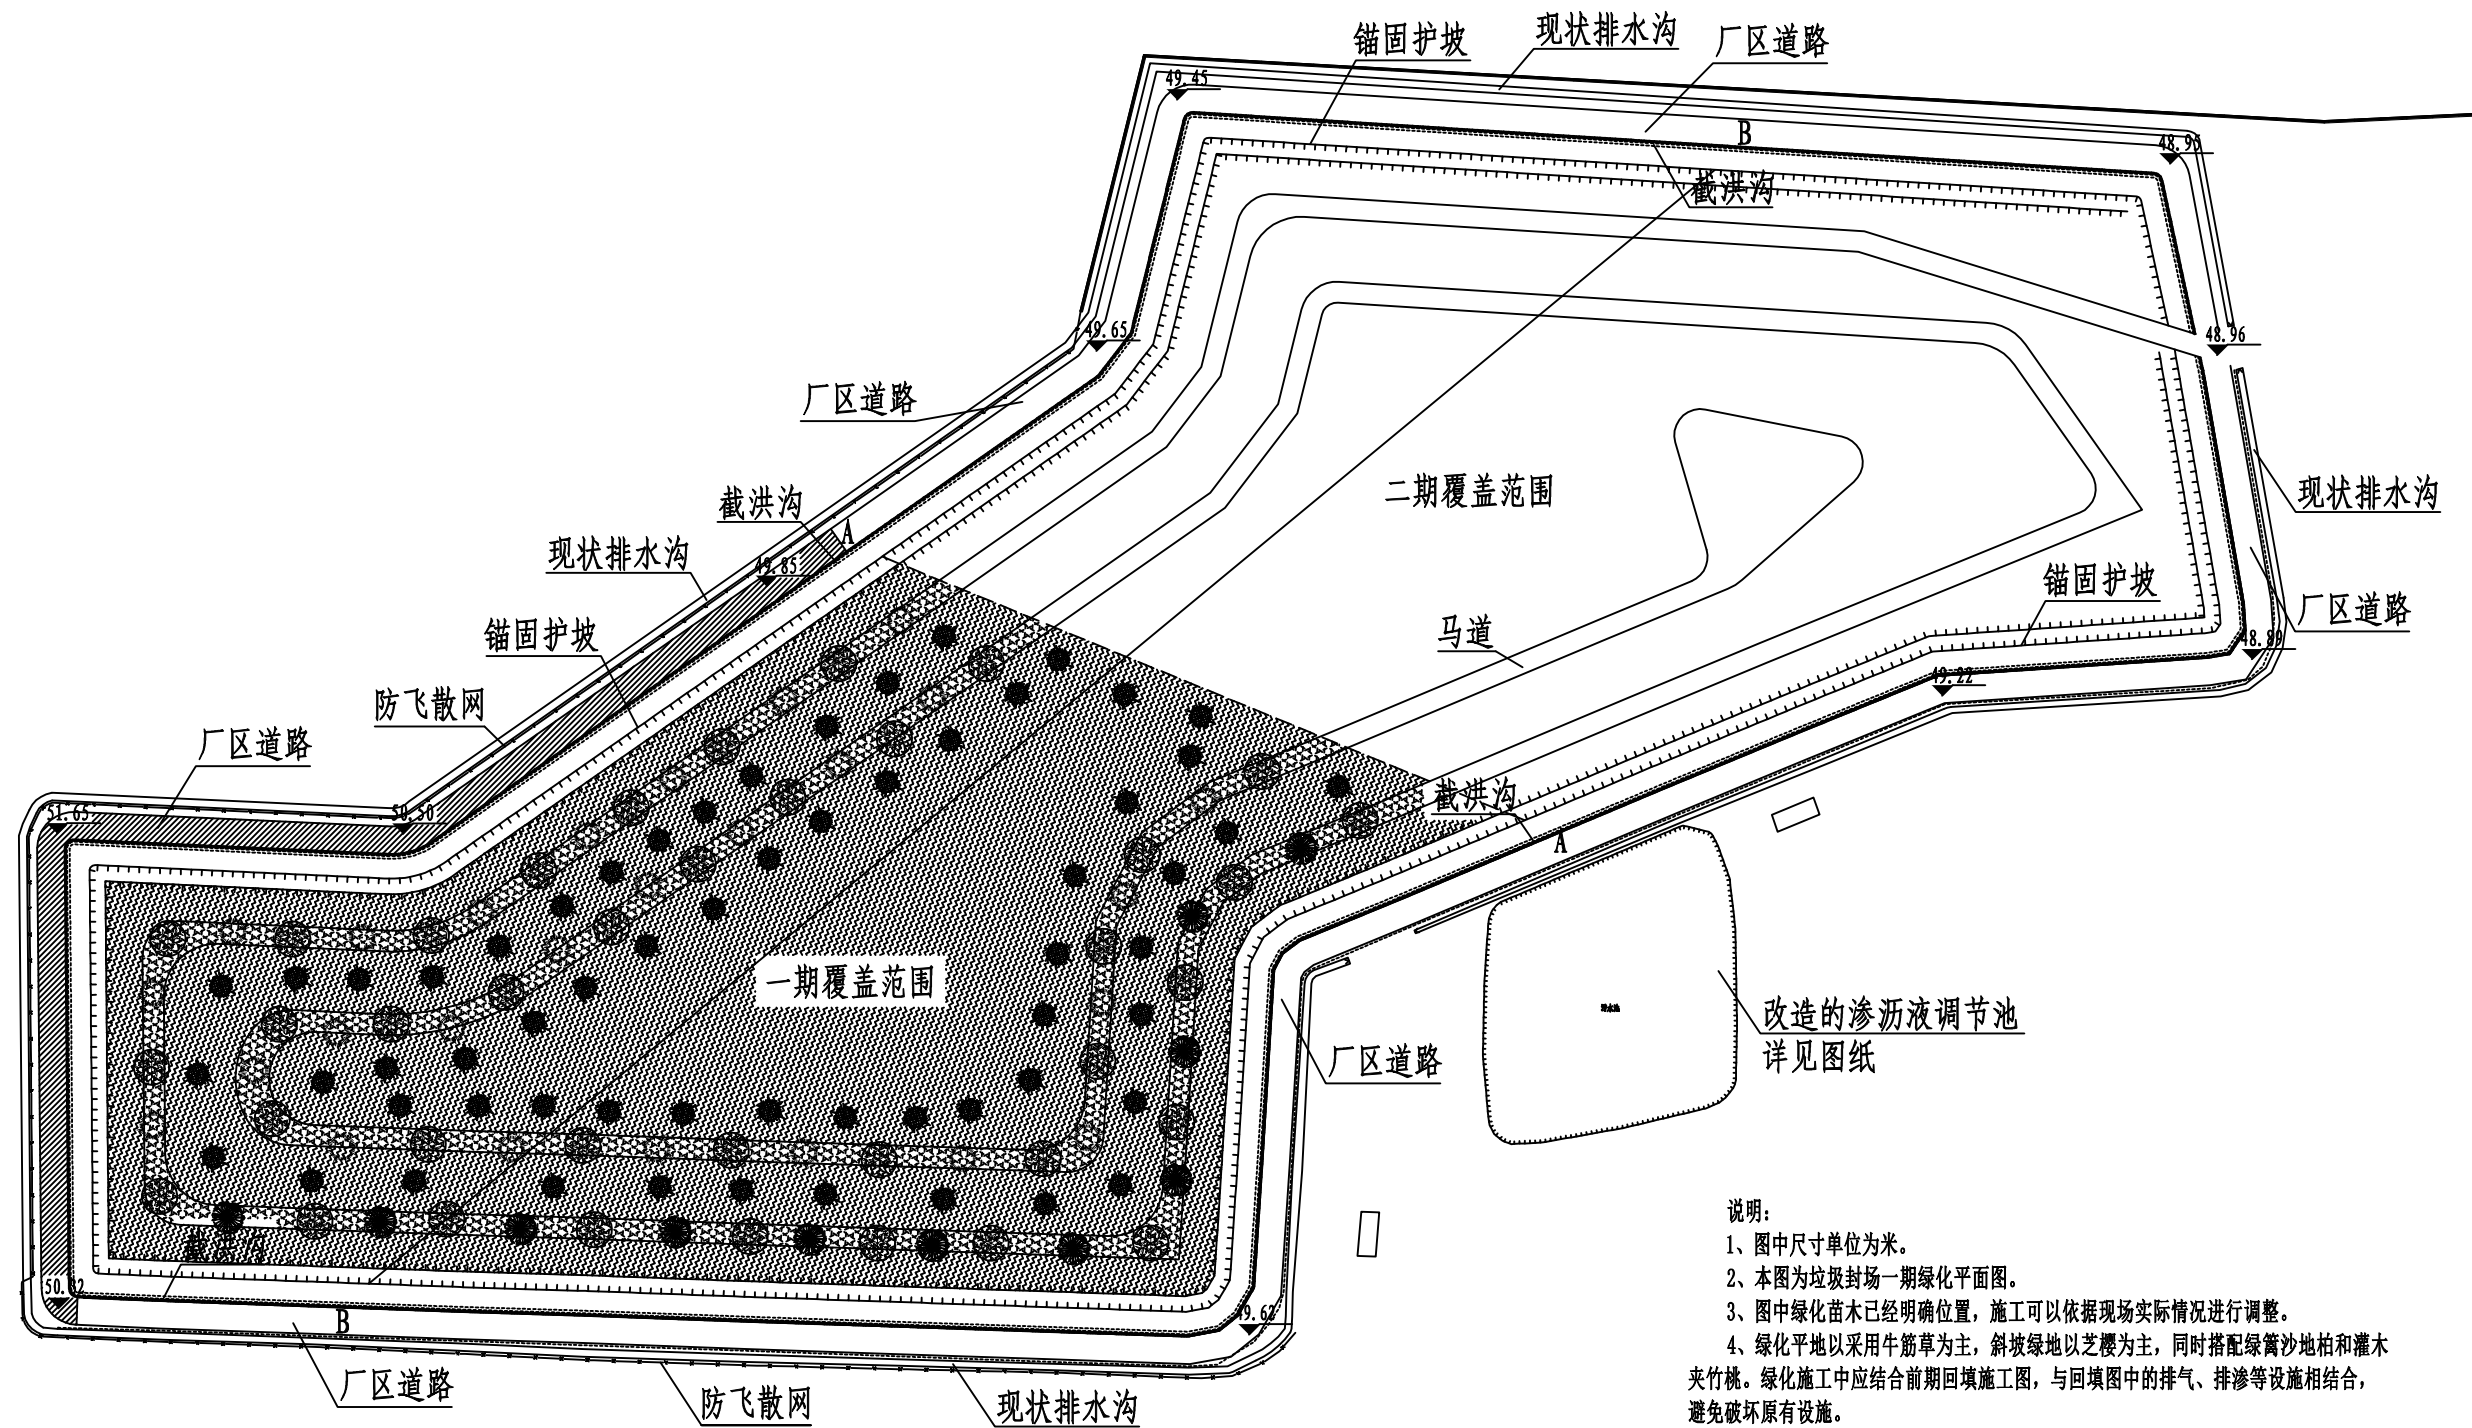 锚固护坡
现状排水沟
厂区道路
49.45
B
48.95
截洪沟
49.65
48.96
厂区道路
二期覆盖范围
现状排水沟
截洪沟
A
现状排水沟
49.85
锚固护坡
厂区道路
锚固护坡
马道
48.89
49.22
防飞散网
厂区道路
51.65
50.50
截洪沟
A
一期覆盖范围
改造的渗沥液调节池
详见图纸
厂区道路
截洪沟
B
49.62
厂区道路
防飞散网
现状排水沟
说明：
1、图中尺寸单位为米。
2、本图为垃圾封场一期绿化平面图。
3、图中绿化苗木已经明确位置，施工可以依据现场实际情况进行调整。
4、绿化平地以采用牛筋草为主，斜坡绿地以芝樱为主，同时搭配绿篱沙地柏和灌木
夹竹桃。绿化施工中应结合前期回填施工图，与回填图中的排气、排渗等设施相结合，
避免破坏原有设施。